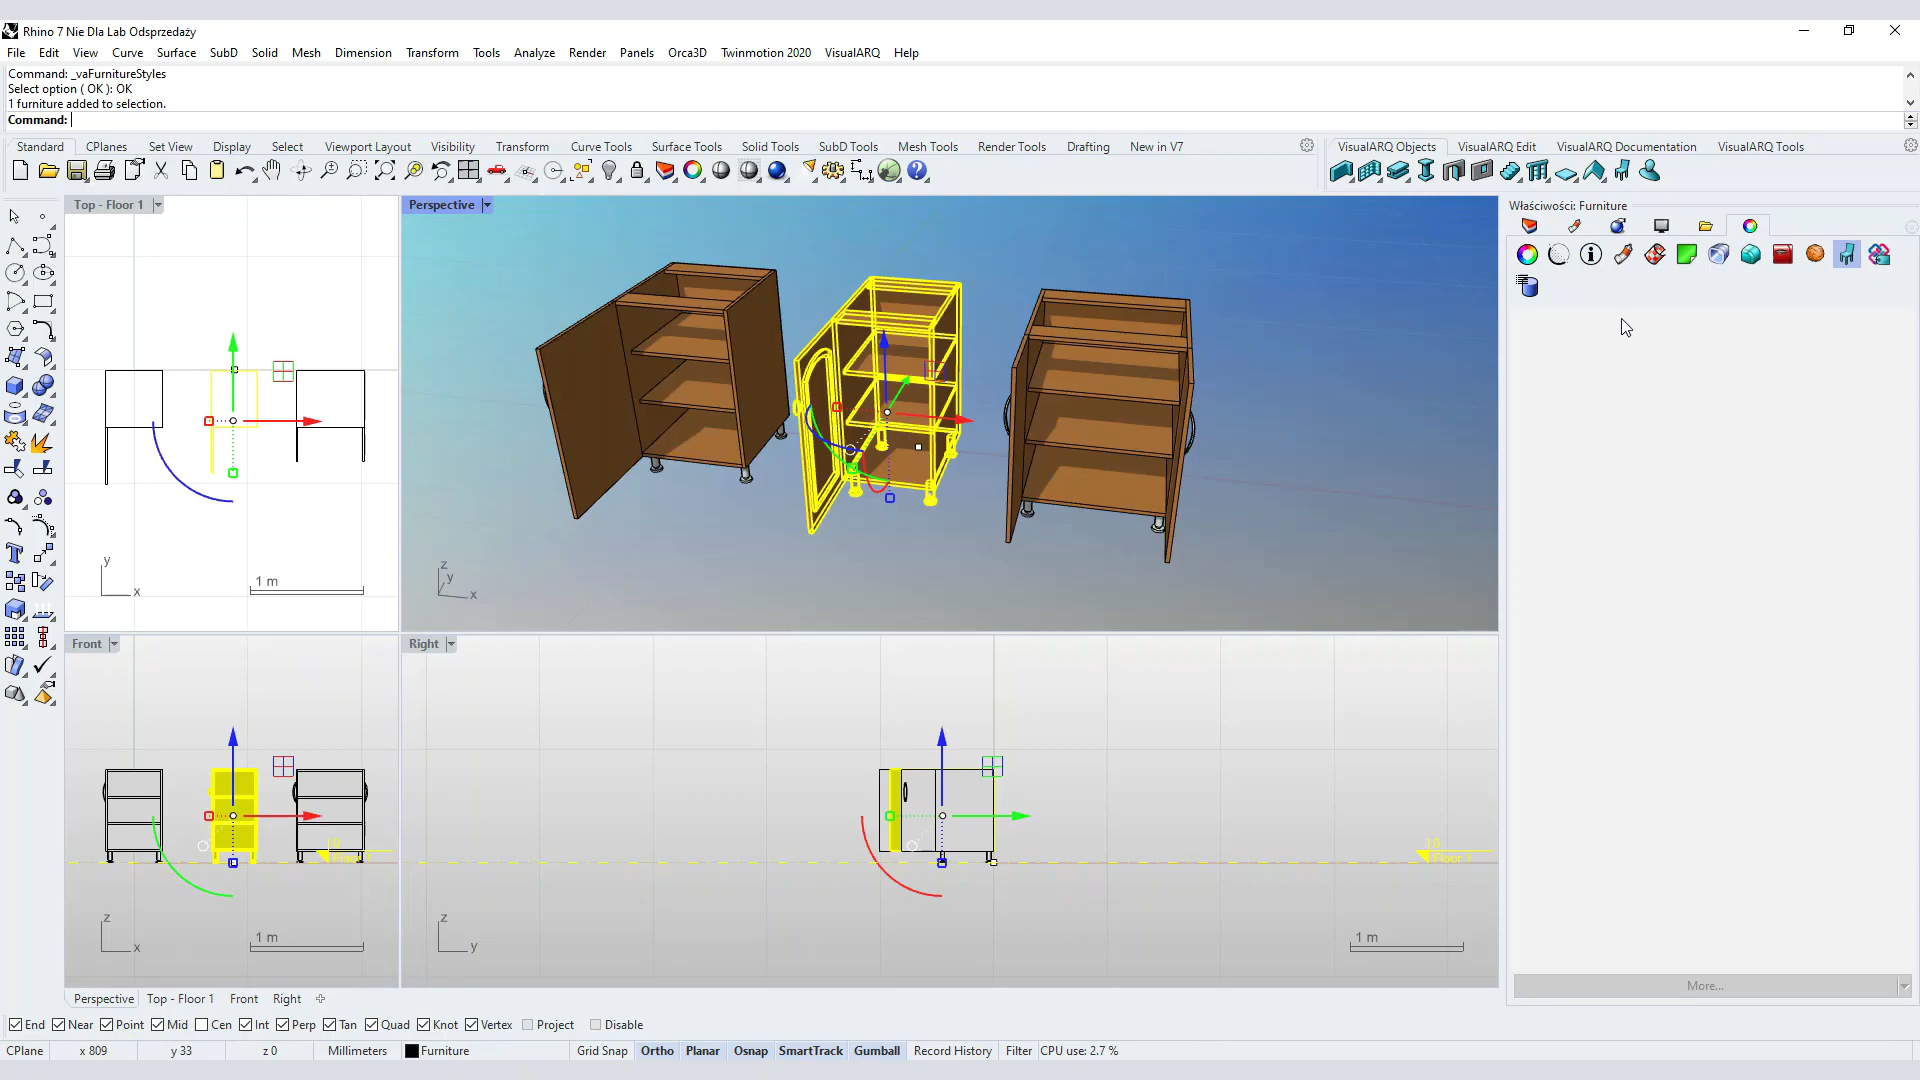 Rhino 7 Nie Dla Lab Odsprzedaży
File Edit View Curve Surface SubD Solid Mesh Dimension Transform Tools Analyze Render Panels Orca3D Twinmotion 2020 VisualARQ Help
Command: _vaFurnitureStyles
Select option ( OK ): OK
1 furniture added to selection.
Command:
Standard CPlanes Set View Display Select Viewport Layout Visibility Transform Curve Tools Surface Tools Solid Tools SubD Tools Mesh Tools Render Tools Drafting New in V7
VisualARQ Objects VisualARQ Edit VisualARQ Documentation VisualARQ Tools
Top - Floor 1
Perspective
Właściwości: Furniture
y
x
1 m
z
y
x
Front
Right
Floor 1
Floor 1
z
x
1 m
z
y
1 m
More...
Perspective Top - Floor 1 Front Right
End Near Point Mid Cen Int Perp Tan Quad Knot Vertex Project Disable
CPlane x 809 y 33 z 0 Millimeters Furniture Grid Snap Ortho Planar Osnap SmartTrack Gumball Record History Filter CPU use: 2.7 %